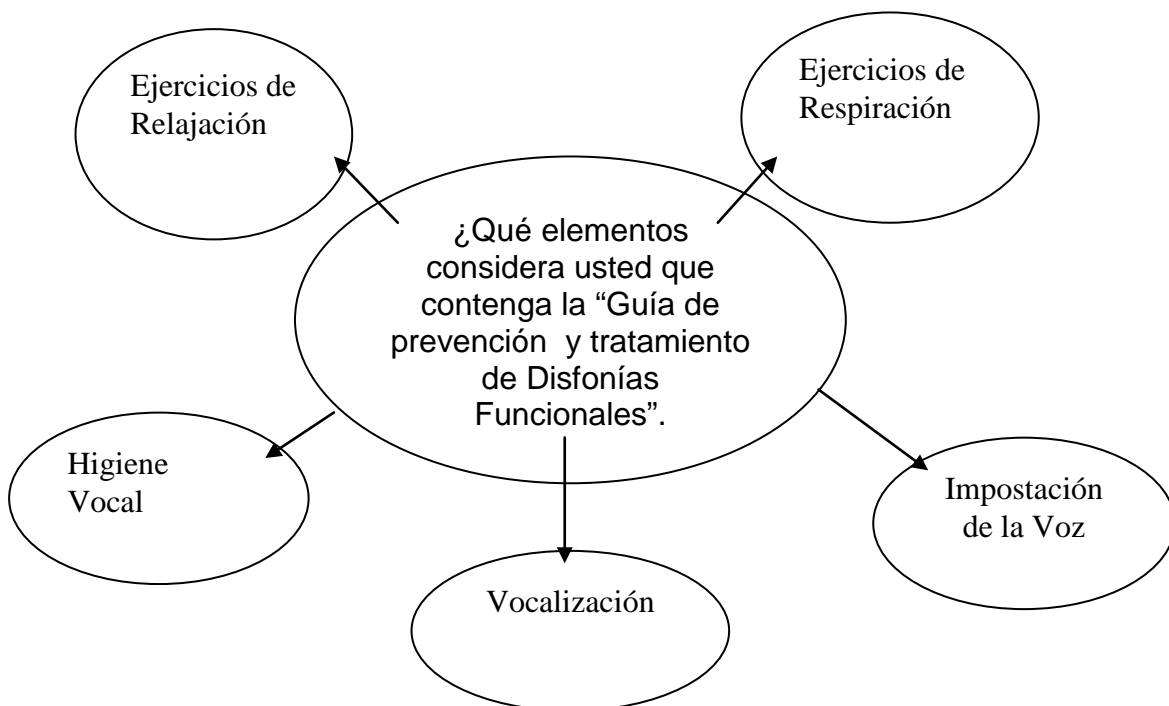 Ejercicios de
Relajación
Ejercicios de
Respiración
¿Qué elementos
considera usted que
contenga la “Guía de
prevención  y tratamiento
de Disfonías
Funcionales”.
Higiene
Vocal
Impostación
de la Voz
Vocalización